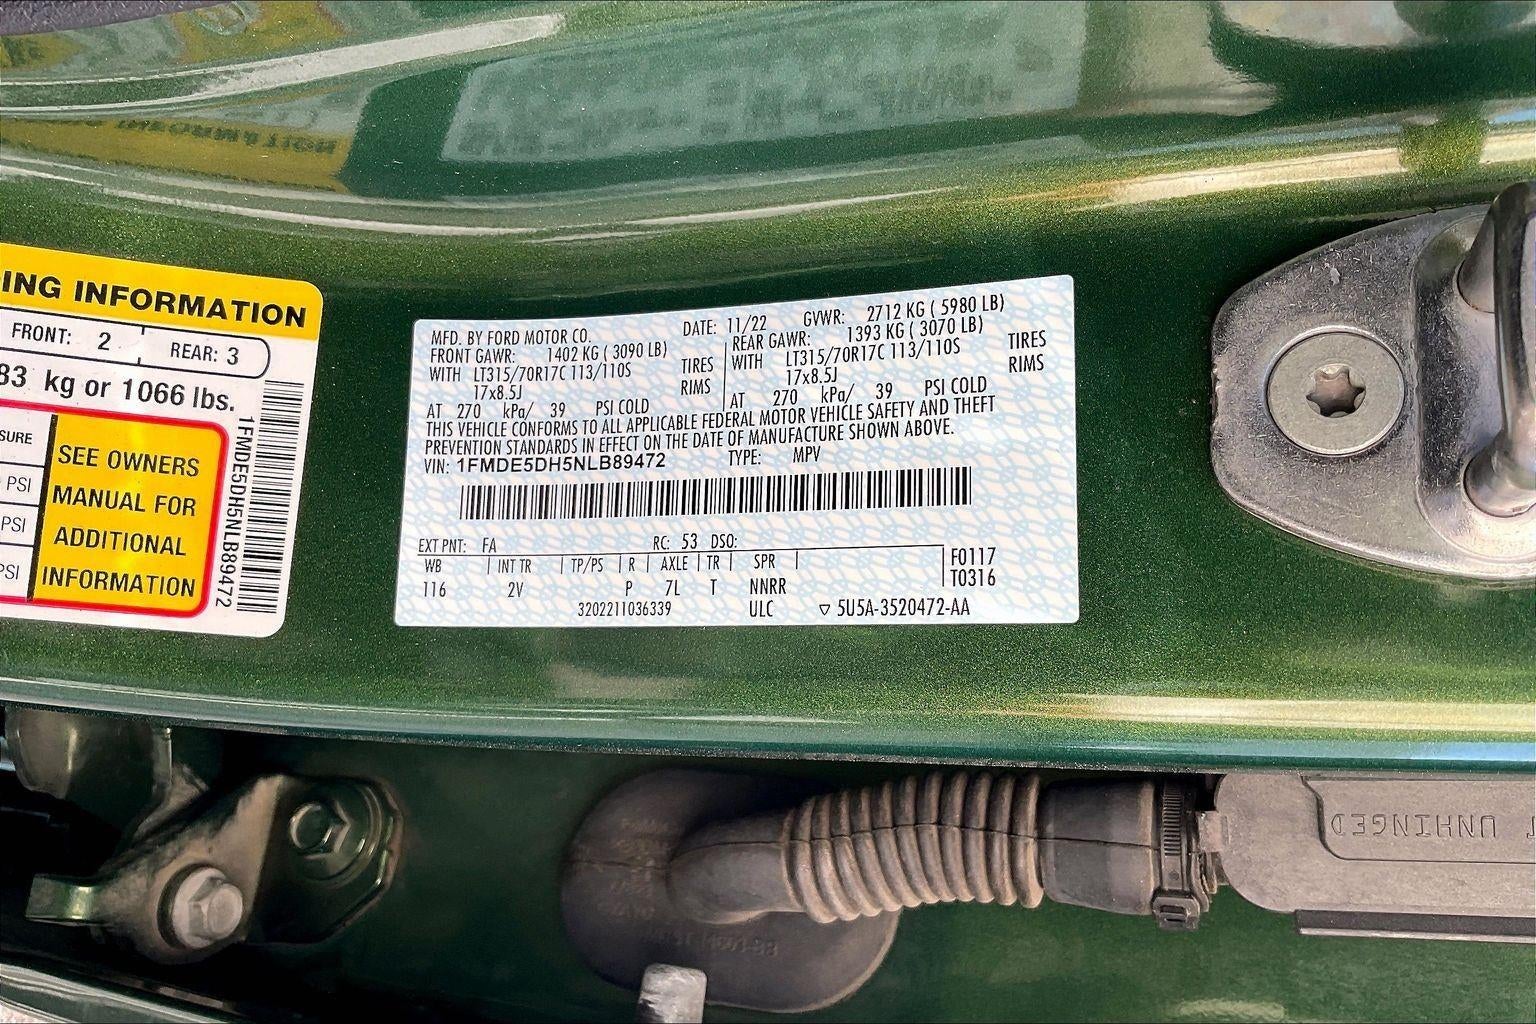 ING INFORMATION
FRONT: 2
REAR: 3
83 kg or 1066 lbs.
SURE
PSI
PSI
PSI
SEE OWNERS
MANUAL FOR
ADDITIONAL
INFORMATION
1FMDE5DH5NLB89472
MFD. BY FORD MOTOR CO.
DATE: 11/22
GVWR: 2712 KG ( 5980 LB)
FRONT GAWR: 1402 KG ( 3090 LB)
WITH LT315/70R17C 113/110S TIRES
17x8.5J RIMS
AT 270 kPa/ 39 PSI COLD
REAR GAWR: 1393 KG ( 3070 LB)
WITH LT315/70R17C 113/110S TIRES
17x8.5J RIMS
AT 270 kPa/ 39 PSI COLD
THIS VEHICLE CONFORMS TO ALL APPLICABLE FEDERAL MOTOR VEHICLE SAFETY AND THEFT
PREVENTION STANDARDS IN EFFECT ON THE DATE OF MANUFACTURE SHOWN ABOVE.
VIN: 1FMDE5DH5NLB89472 TYPE: MPV
EXT PNT: FA RC: 53 DSO:
WB | INT TR | TP/PS | R | AXLE | TR | SPR | F0117
116 2V P 7L T NNRR T0316
3202211036339 ULC ▽ 5U5A-3520472-AA
UNHINGED